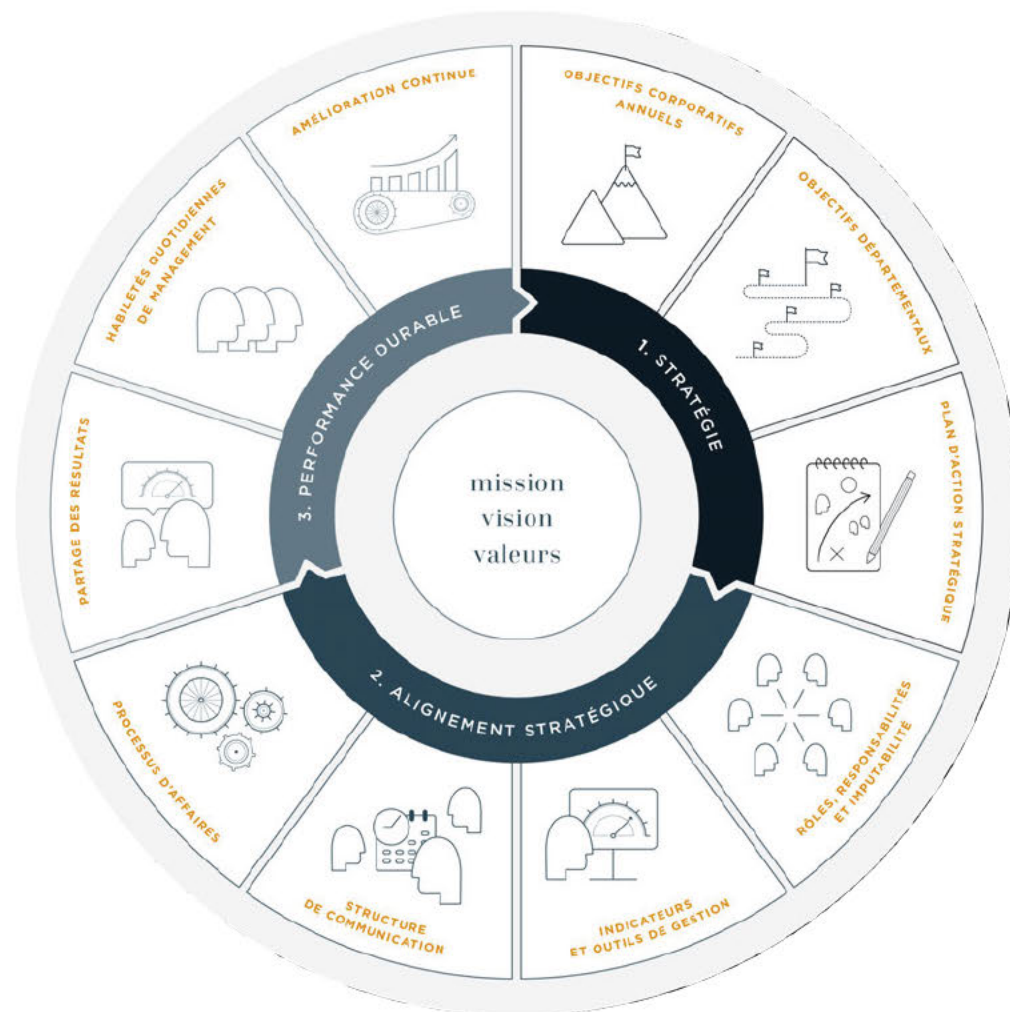 mission
vision
valeurs
1. STRATÉGIE
OBJECTIFS CORPORATIFS
ANNUELS
OBJECTIFS DÉPARTEMENTAUX
PLAN D'ACTION STRATÉGIQUE
2. ALIGNEMENT STRATÉGIQUE
RÔLES, RESPONSABILITÉS
ET IMPUTABILITÉ
INDICATEURS
ET OUTILS DE GESTION
STRUCTURE
DE COMMUNICATION
PROCESSUS D'AFFAIRES
3. PERFORMANCE DURABLE
PARTAGE DES RÉSULTATS
HABILETÉS QUOTIDIENNES
DE MANAGEMENT
AMÉLIORATION CONTINUE